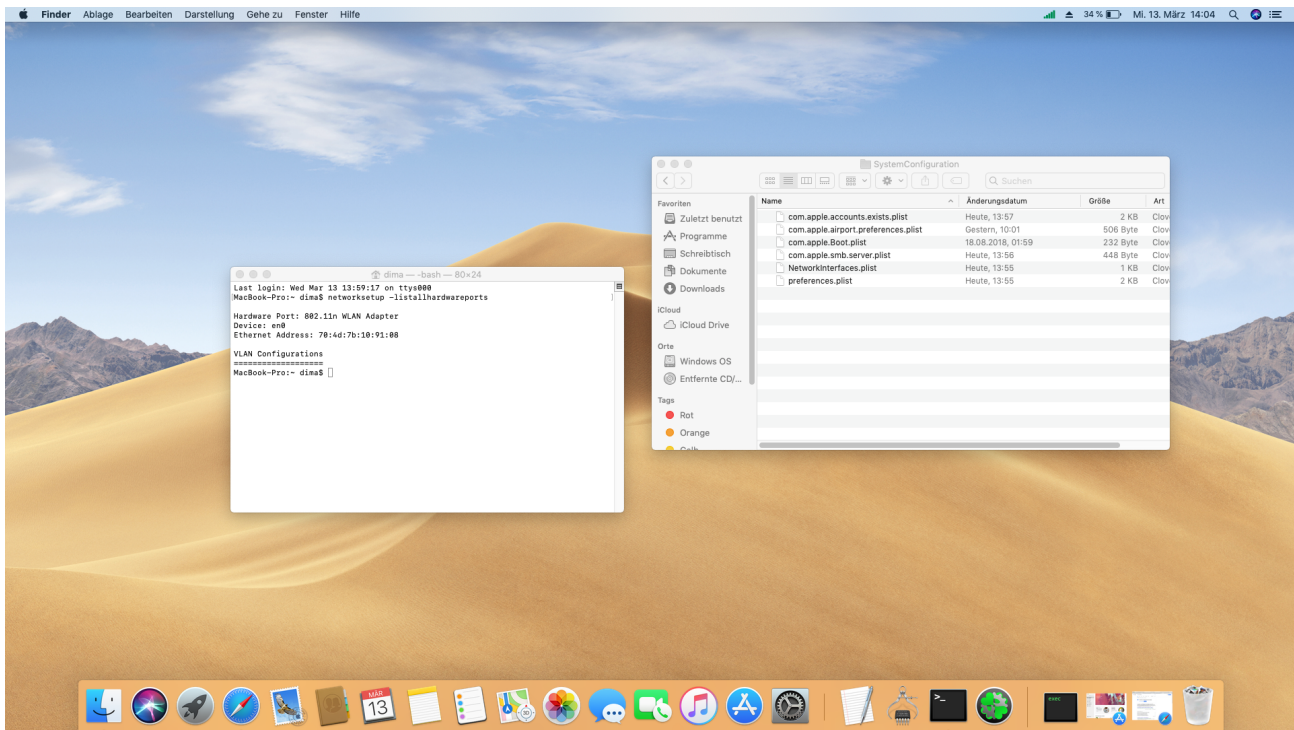 Finder Ablage Bearbeiten Darstellung Gehe zu Fenster Hilfe
34 % Mi. 13. März 14:04
dima — -bash — 80×24
Last login: Wed Mar 13 13:59:17 on ttys000
[MacBook-Pro:~ dima$ networksetup -listallhardwareports ]
Hardware Port: 802.11n WLAN Adapter
Device: en0
Ethernet Address: 70:4d:7b:10:91:08
VLAN Configurations
===================
MacBook-Pro:~ dima$
SystemConfiguration
Suchen
Favoriten
Zuletzt benutzt
Programme
Schreibtisch
Dokumente
Downloads
iCloud
iCloud Drive
Orte
Windows OS
Entfernte CD/...
Tags
Rot
Orange
Name Änderungsdatum Größe Art
com.apple.accounts.exists.plist Heute, 13:57 2 KB Clov
com.apple.airport.preferences.plist Gestern, 10:01 506 Byte Clov
com.apple.Boot.plist 18.08.2018, 01:59 232 Byte Clov
com.apple.smb.server.plist Heute, 13:56 448 Byte Clov
NetworkInterfaces.plist Heute, 13:55 1 KB Clov
preferences.plist Heute, 13:55 2 KB Clov
MÄR
13
EXEC